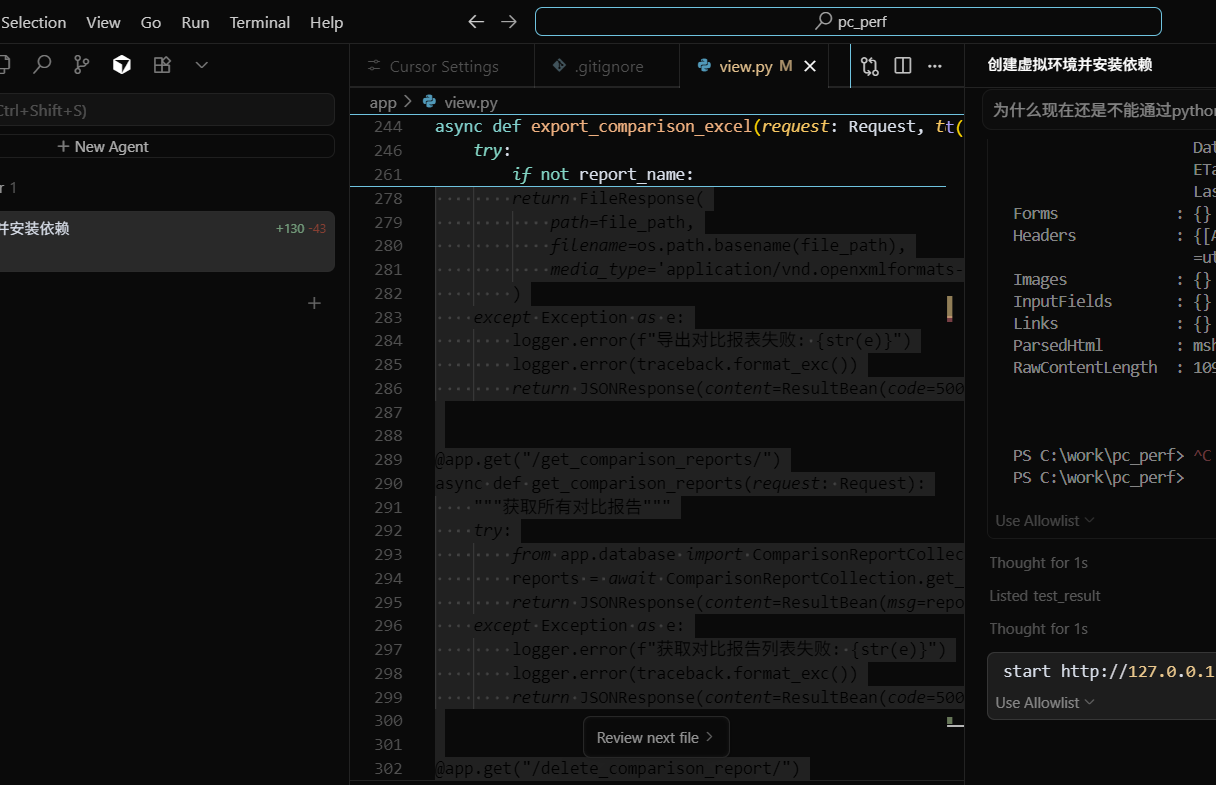 Selection View Go Run Terminal Help
pc_perf
Ctrl+Shift+S)
+ New Agent
r 1
并安装依赖 +130 -43
+
Cursor Settings
.gitignore
view.py M
app > view.py
244 async def export_comparison_excel(request: Request, tt(
246 try:
261 if not report_name:
278 return FileResponse(
279 path=file_path,
280 filename=os.path.basename(file_path),
281 media_type='application/vnd.openxmlformats-
282 )
283 except Exception as e:
284 logger.error(f"导出对比报表失败: {str(e)}")
285 logger.error(traceback.format_exc())
286 return JSONResponse(content=ResultBean(code=500
287
288
289 @app.get("/get_comparison_reports/")
290 async def get_comparison_reports(request: Request):
291 """获取所有对比报告"""
292 try:
293 from app.database import ComparisonReportCollec
294 reports = await ComparisonReportCollection.get_
295 return JSONResponse(content=ResultBean(msg=repo
296 except Exception as e:
297 logger.error(f"获取对比报告列表失败: {str(e)}")
298 logger.error(traceback.format_exc())
299 return JSONResponse(content=ResultBean(code=500
300
301
302 @app.get("/delete_comparison_report/")
Review next file >
创建虚拟环境并安装依赖
为什么现在还是不能通过python
Dat
ETa
Las
Forms : {}
Headers : {[A
=ut
Images : {}
InputFields : {}
Links : {}
ParsedHtml : msh
RawContentLength : 109
PS C:\work\pc_perf> ^C
PS C:\work\pc_perf>
Use Allowlist
Thought for 1s
Listed test_result
Thought for 1s
start http://127.0.0.1
Use Allowlist